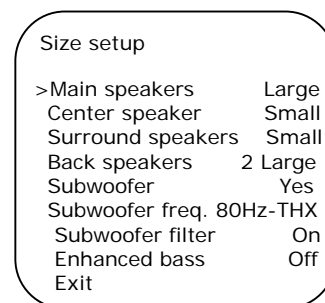 Size setup
>Main speakers Large
Center speaker Small
Surround speakers Small
Back speakers 2 Large
Subwoofer Yes
Subwoofer freq. 80Hz-THX
Subwoofer filter On
Enhanced bass Off
Exit